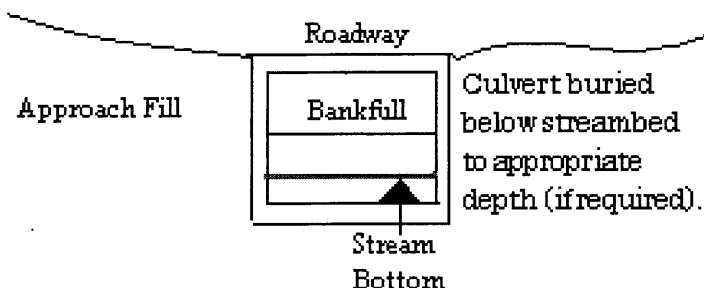 Roadway
Approach Fill
Bankfull
Culvert buried
below streambed
to appropriate
depth (if required).
Stream
Bottom